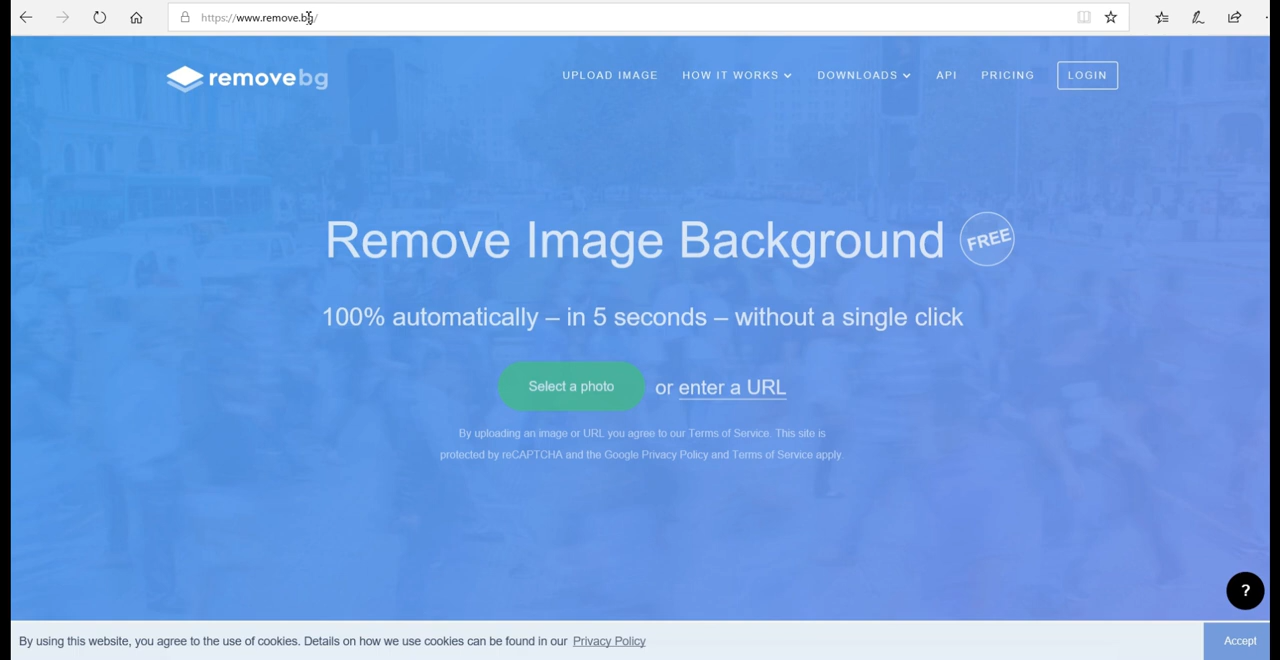 https://www.remove.bg/
removebg
UPLOAD IMAGE HOW IT WORKS DOWNLOADS API PRICING LOGIN
Remove Image Background FREE
100% automatically – in 5 seconds – without a single click
Select a photo or enter a URL
By uploading an image or URL you agree to our Terms of Service. This site is
protected by reCAPTCHA and the Google Privacy Policy and Terms of Service apply
?
By using this website, you agree to the use of cookies. Details on how we use cookies can be found in our Privacy Policy
Accept